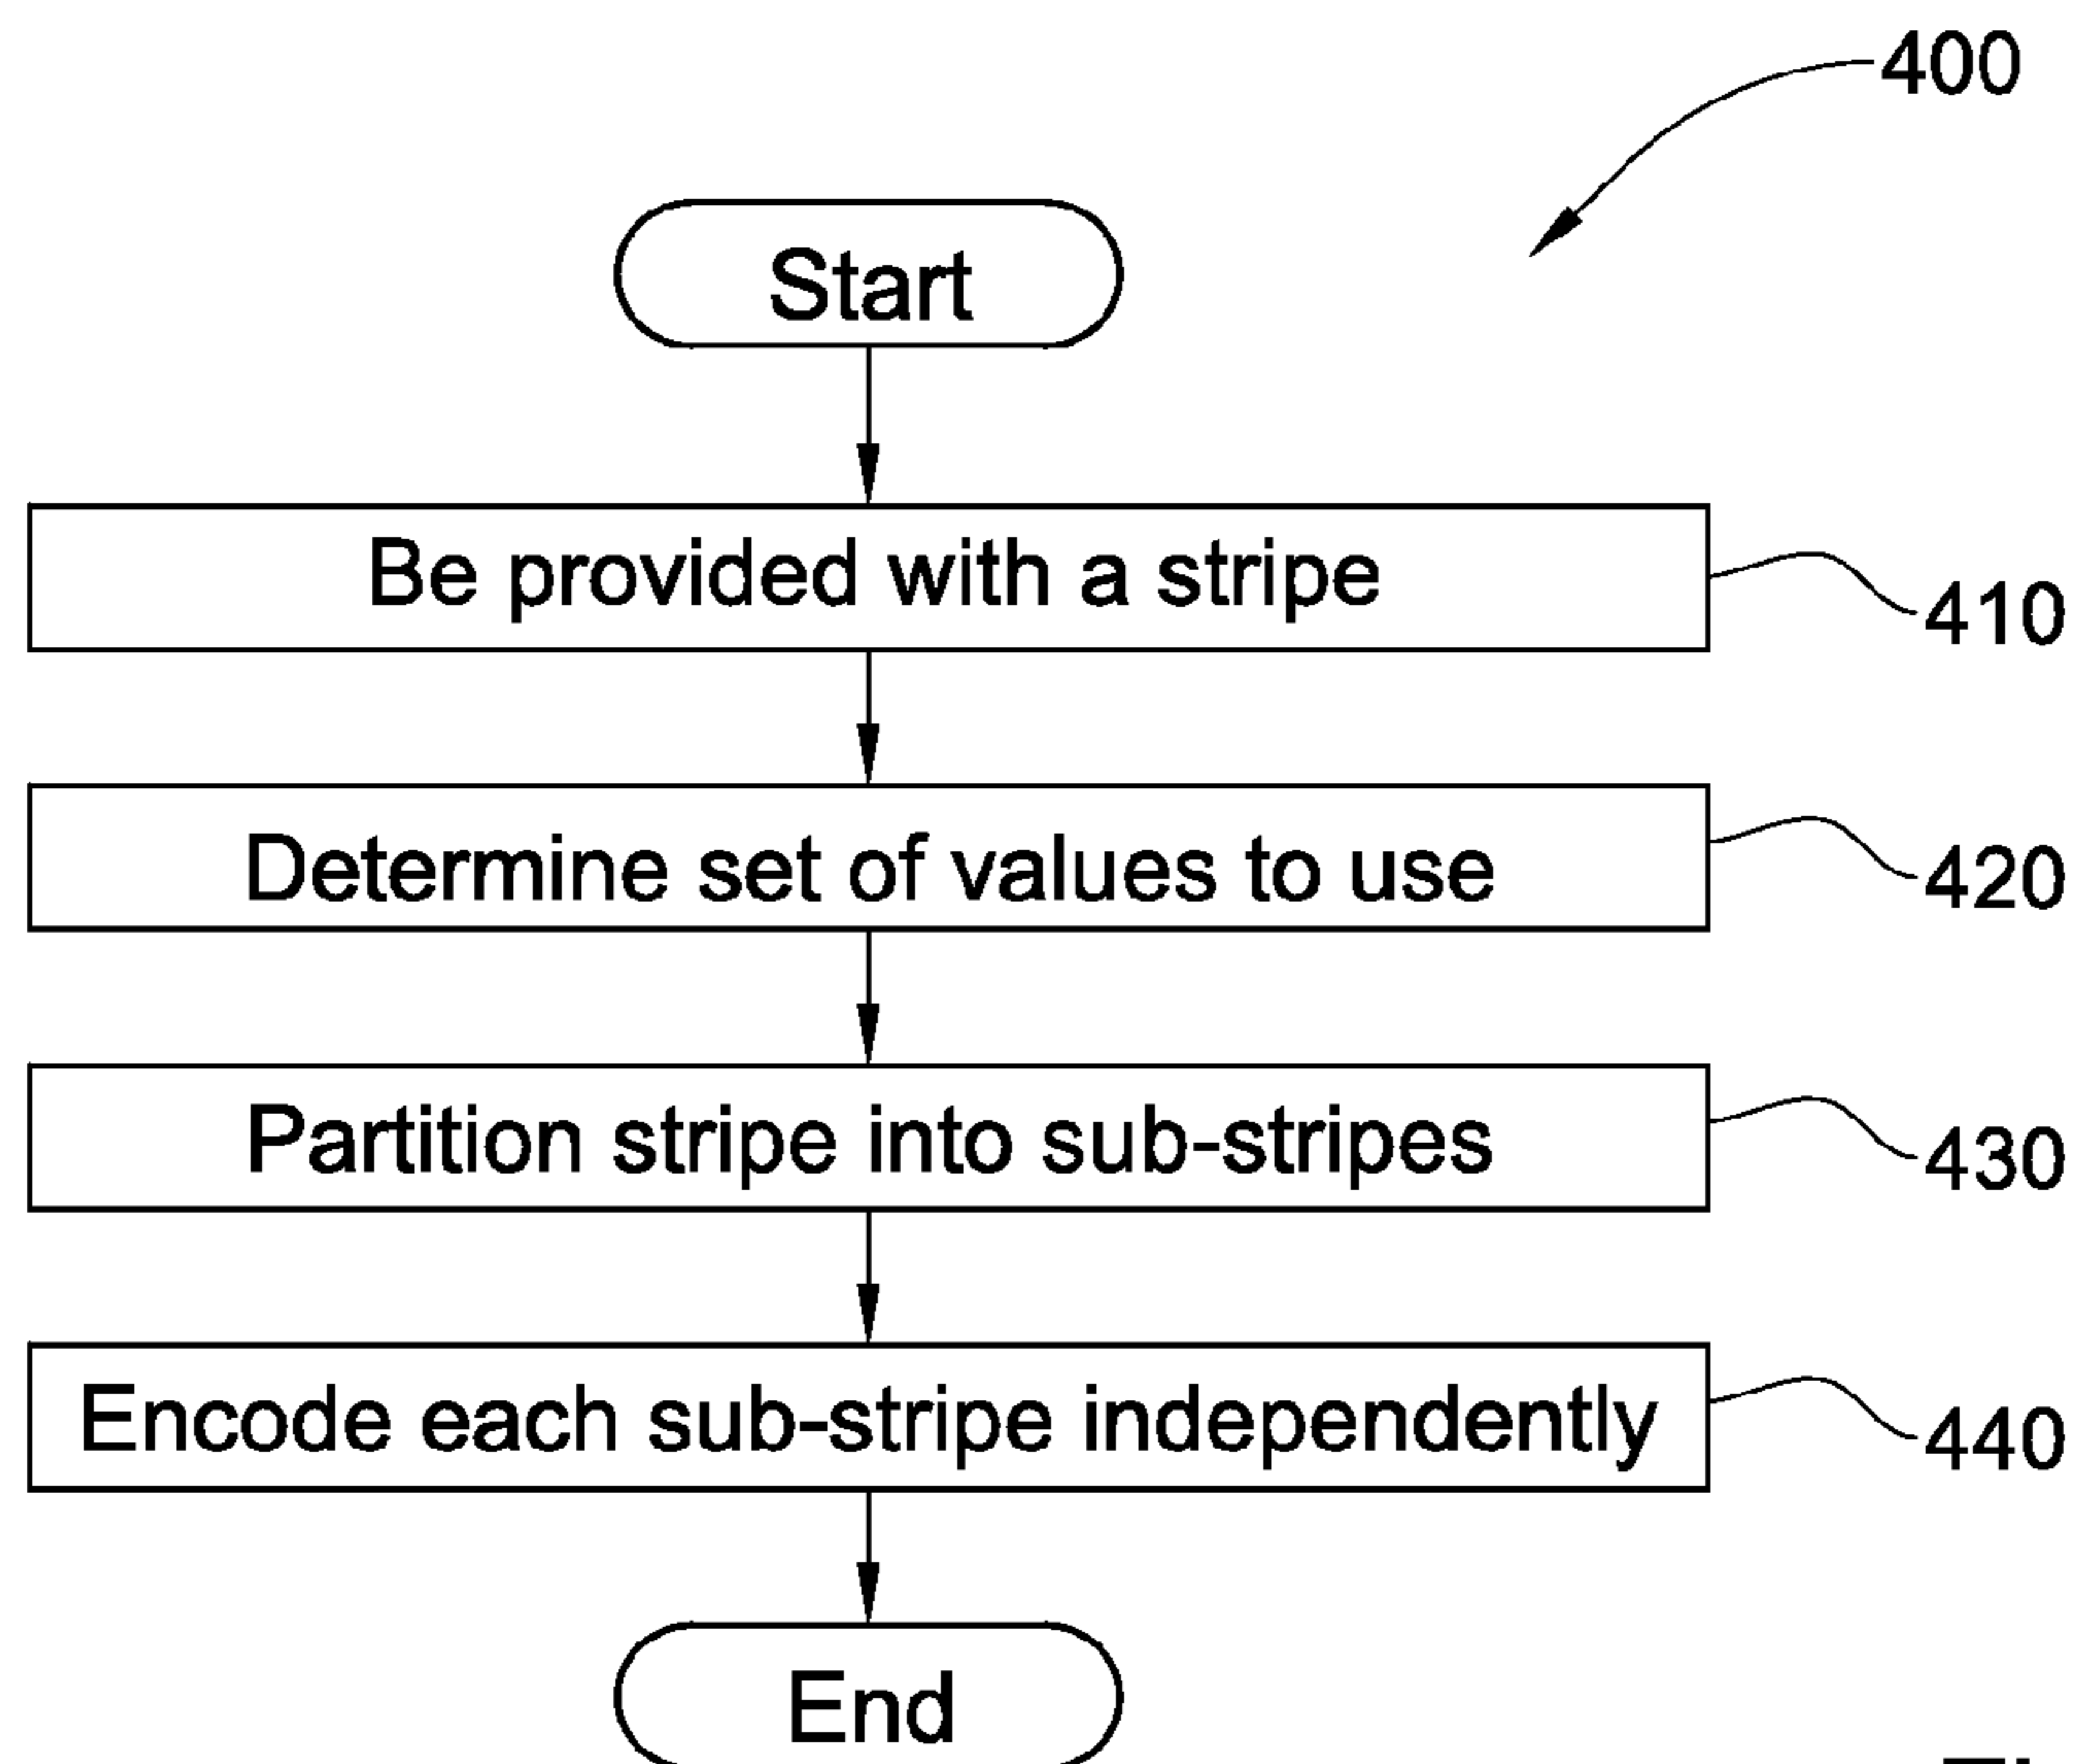 400
Start
Be provided with a stripe
410
Determine set of values to use
420
Partition stripe into sub-stripes
430
Encode each sub-stripe independently
440
End